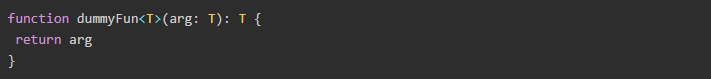 function dummyFun<T>(arg: T): T {
 return arg
}